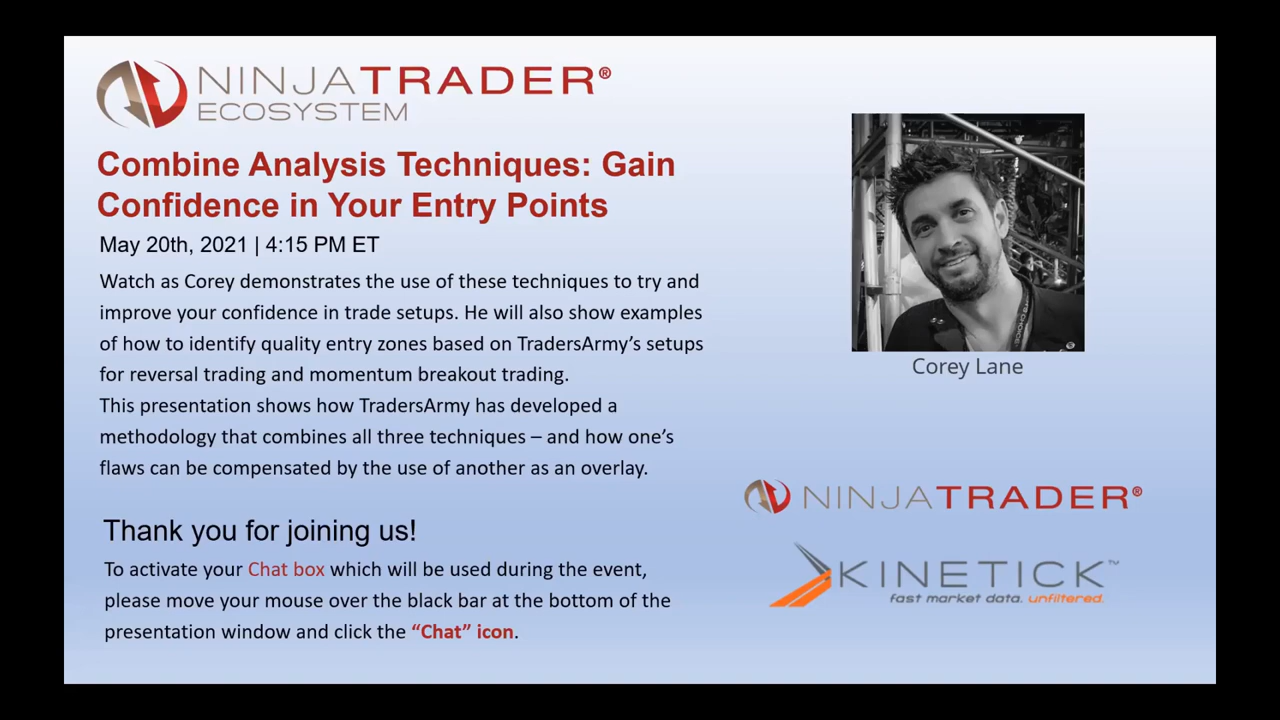 NINJATRADER®
ECOSYSTEM
Combine Analysis Techniques: Gain
Confidence in Your Entry Points
May 20th, 2021 | 4:15 PM ET
Watch as Corey demonstrates the use of these techniques to try and
improve your confidence in trade setups. He will also show examples
of how to identify quality entry zones based on TradersArmy’s setups
for reversal trading and momentum breakout trading.
This presentation shows how TradersArmy has developed a
methodology that combines all three techniques – and how one’s
flaws can be compensated by the use of another as an overlay.
Thank you for joining us!
To activate your Chat box which will be used during the event,
please move your mouse over the black bar at the bottom of the
presentation window and click the “Chat” icon.
Corey Lane
NINJATRADER®
KINETICK™
fast market data. unfiltered.